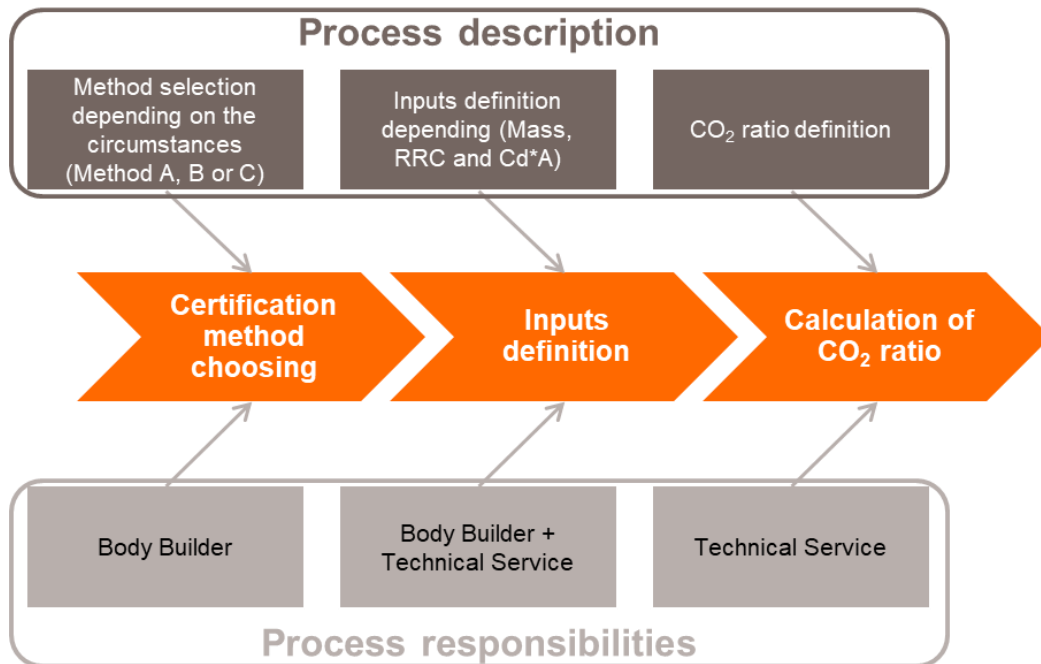 Process description
Method selection
depending on the
circumstances
(Method A, B or C)
Inputs definition
depending (Mass,
RRC and Cd*A)
CO₂ ratio definition
Certification
method
choosing
Inputs
definition
Calculation of
CO₂ ratio
Body Builder
Body Builder +
Technical Service
Technical Service
Process responsibilities